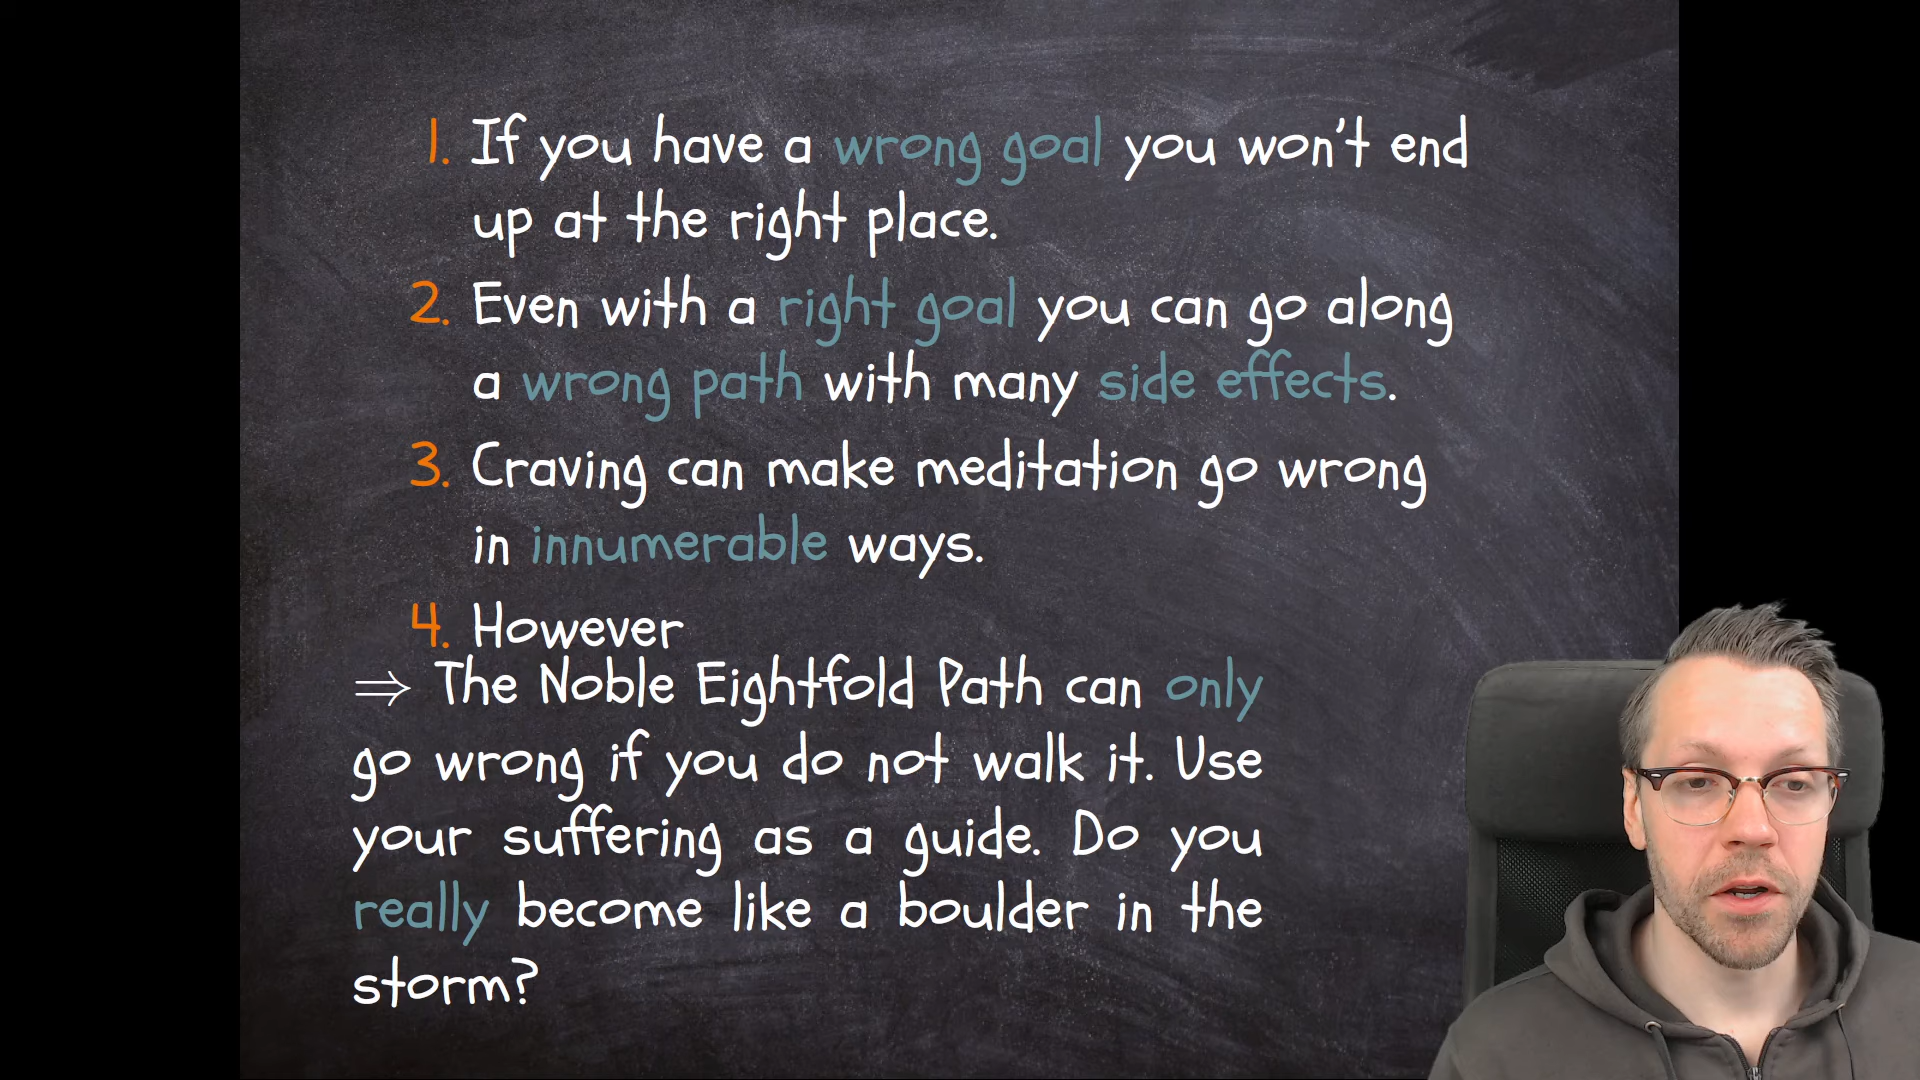 1. If you have a wrong goal you won't end
up at the right place.
2. Even with a right goal you can go along
a wrong path with many side effects.
3. Craving can make meditation go wrong
in innumerable ways.
4. However
⇒ The Noble Eightfold Path can only
go wrong if you do not walk it. Use
your suffering as a guide. Do you
really become like a boulder in the
storm?